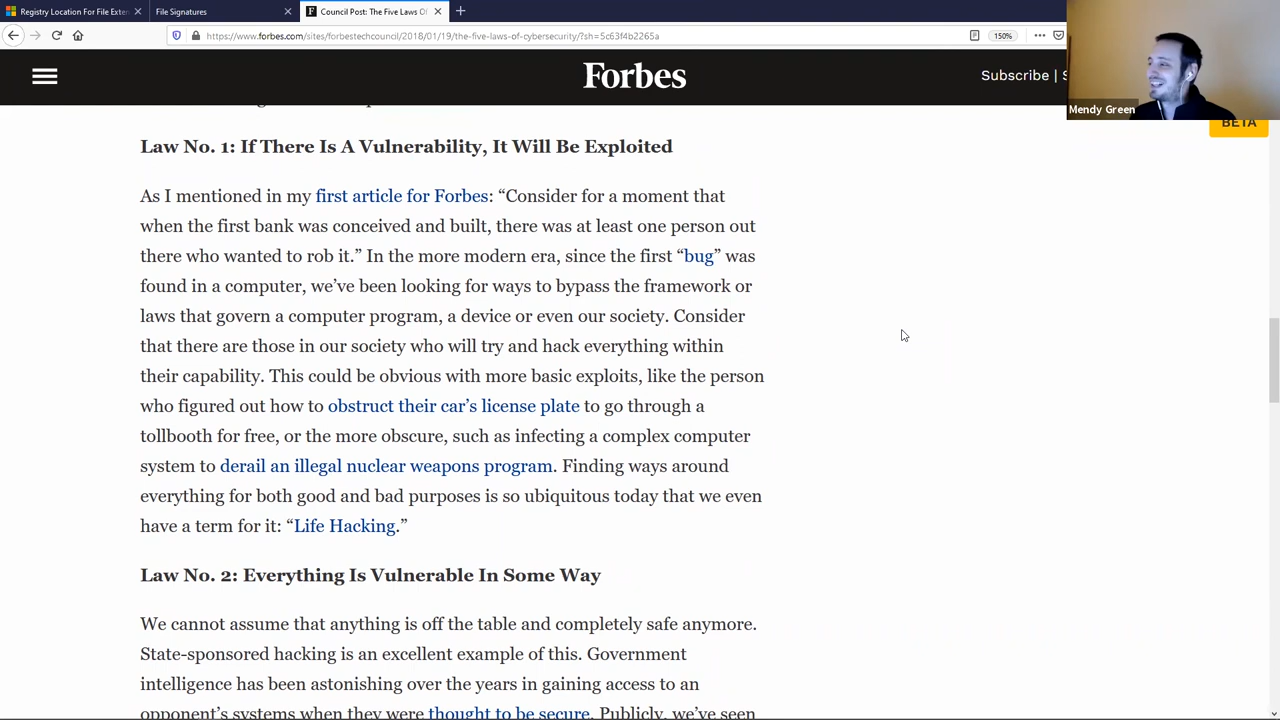 Registry Location For File Exten
File Signatures
Council Post: The Five Laws O
https://www.forbes.com/sites/forbestechcouncil/2018/01/19/the-five-laws-of-cybersecurity/?sh=5c63f4b2265a
150%
Forbes
Subscribe | S
Mendy Green
BETA
Law No. 1: If There Is A Vulnerability, It Will Be Exploited
As I mentioned in my first article for Forbes: “Consider for a moment that
when the first bank was conceived and built, there was at least one person out
there who wanted to rob it.” In the more modern era, since the first “bug” was
found in a computer, we’ve been looking for ways to bypass the framework or
laws that govern a computer program, a device or even our society. Consider
that there are those in our society who will try and hack everything within
their capability. This could be obvious with more basic exploits, like the person
who figured out how to obstruct their car’s license plate to go through a
tollbooth for free, or the more obscure, such as infecting a complex computer
system to derail an illegal nuclear weapons program. Finding ways around
everything for both good and bad purposes is so ubiquitous today that we even
have a term for it: “Life Hacking.”
Law No. 2: Everything Is Vulnerable In Some Way
We cannot assume that anything is off the table and completely safe anymore.
State-sponsored hacking is an excellent example of this. Government
intelligence has been astonishing over the years in gaining access to an
opponent’s systems when they were thought to be secure. Publicly, we’ve seen